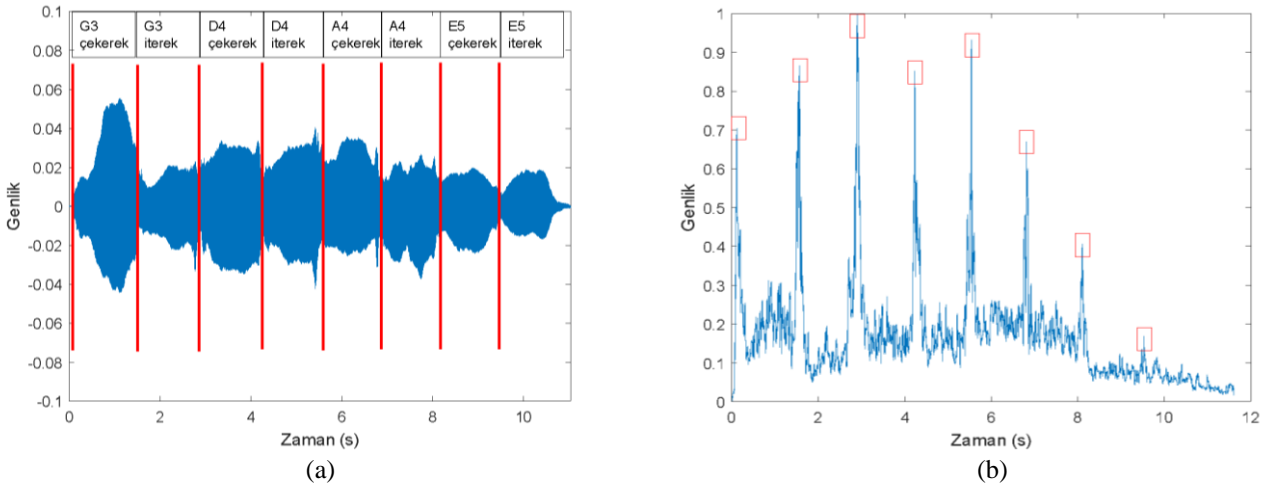 G3 çekerek
G3 iterek
D4 çekerek
D4 iterek
A4 çekerek
A4 iterek
E5 çekerek
E5 iterek
0.1
0.08
0.06
0.04
0.02
0
-0.02
-0.04
-0.06
-0.08
-0.1
Genlik
0 2 4 6 8 10
Zaman (s)
(a)
1
0.9
0.8
0.7
0.6
0.5
0.4
0.3
0.2
0.1
0
Genlik
0 2 4 6 8 10 12
Zaman (s)
(b)